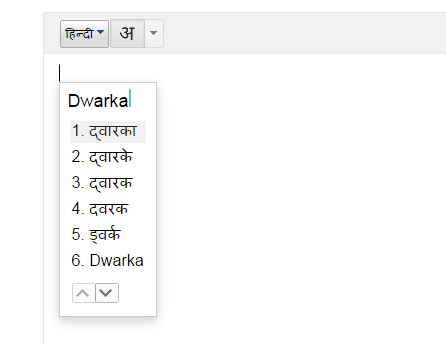 हिन्दी अ
Dwarka
1. द्वारका
2. द्वारके
3. द्वारक
4. दवरक
5. ड्वर्क
6. Dwarka